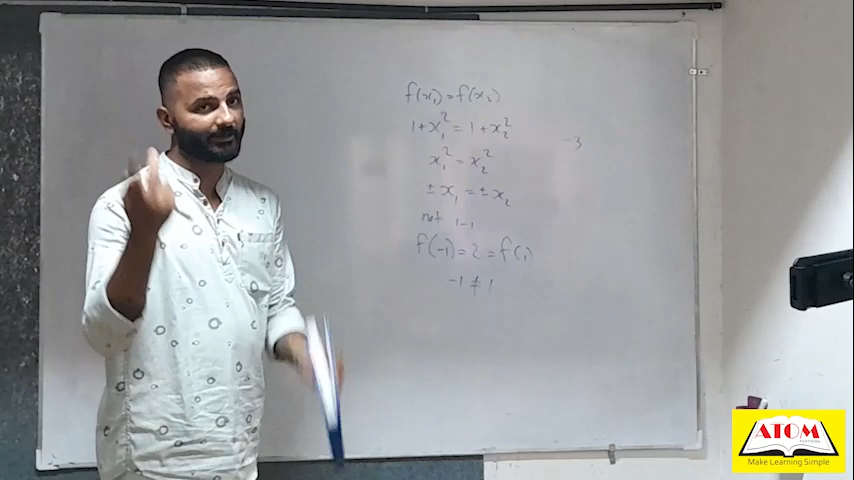 f(x₁) = f(x₂)
1+x₁² = 1+x₂²
x₁² = x₂²
± x₁ = ± x₂
not 1-1
f(-1) = 2 = f(1)
-1 ≠ 1
-3
ATOM
Make Learning Simple